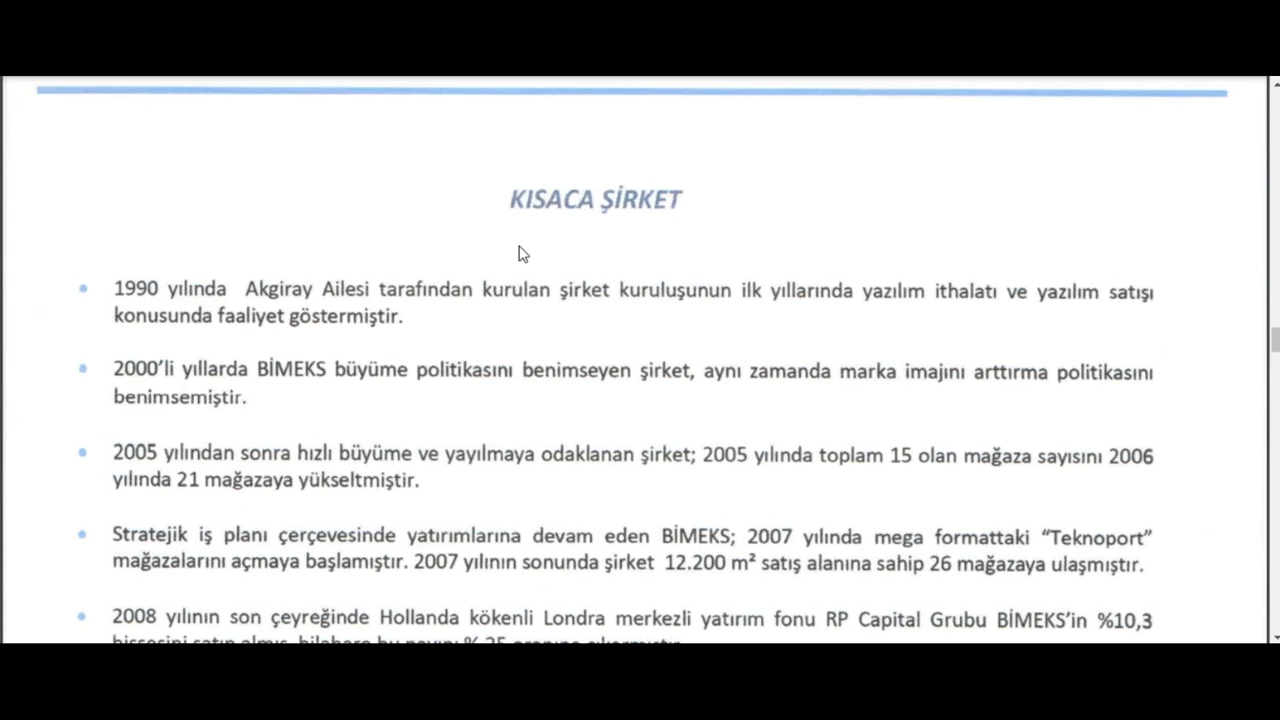 KISACA ŞİRKET
1990 yılında Akgiray Ailesi tarafından kurulan şirket kuruluşunun ilk yıllarında yazılım ithalatı ve yazılım satışı
konusunda faaliyet göstermiştir.
2000'li yıllarda BİMEKS büyüme politikasını benimseyen şirket, aynı zamanda marka imajını arttırma politikasını
benimsemiştir.
2005 yılından sonra hızlı büyüme ve yayılmaya odaklanan şirket; 2005 yılında toplam 15 olan mağaza sayısını 2006
yılında 21 mağazaya yükseltmiştir.
Stratejik iş planı çerçevesinde yatırımlarına devam eden BİMEKS; 2007 yılında mega formattaki “Teknoport”
mağazalarını açmaya başlamıştır. 2007 yılının sonunda şirket 12.200 m² satış alanına sahip 26 mağazaya ulaşmıştır.
2008 yılının son çeyreğinde Hollanda kökenli Londra merkezli yatırım fonu RP Capital Grubu BİMEKS'in %10,3